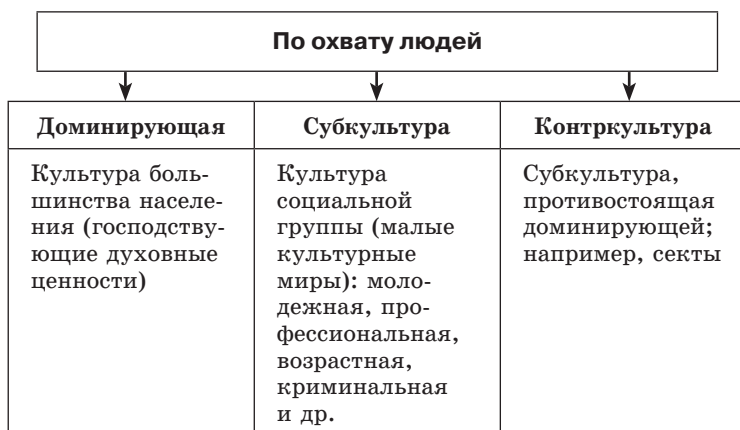 По охвату людей
Доминирующая
Культура боль-
шинства населе-
ния (господству-
ющие духовные
ценности)
Субкультура
Культура
социальной
группы (малые
культурные
миры): моло-
дежная, про-
фессиональная,
возрастная,
криминальная
и др.
Контркультура
Субкультура,
противостоящая
доминирующей;
например, секты